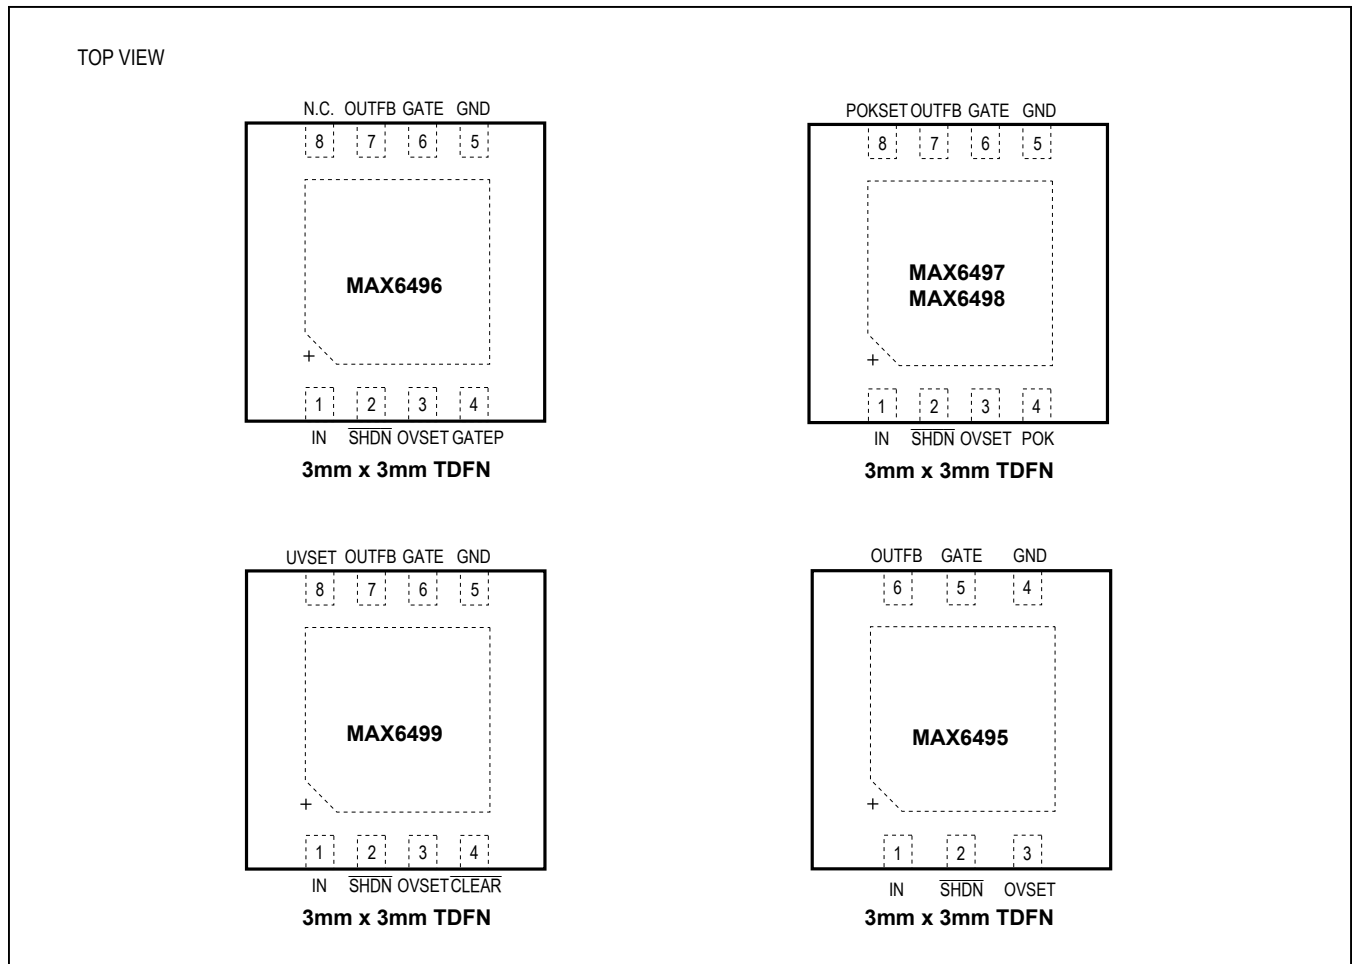 TOP VIEW
N.C. OUTFB GATE GND
8 7 6 5
MAX6496
+
1 2 3 4
IN SHDN OVSET GATEP
3mm x 3mm TDFN
POKSET OUTFB GATE GND
8 7 6 5
MAX6497
MAX6498
+
1 2 3 4
IN SHDN OVSET POK
3mm x 3mm TDFN
UVSET OUTFB GATE GND
8 7 6 5
MAX6499
+
1 2 3 4
IN SHDN OVSET CLEAR
3mm x 3mm TDFN
OUTFB GATE GND
6 5 4
MAX6495
+
1 2 3
IN SHDN OVSET
3mm x 3mm TDFN